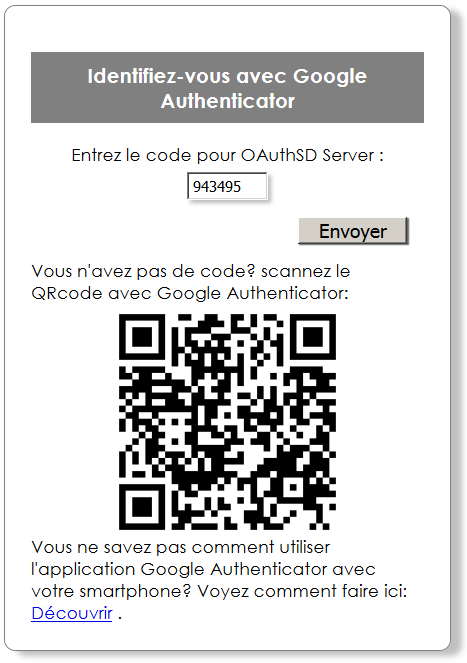 Identifiez-vous avec Google
Authenticator
Entrez le code pour OAuthSD Server :
943495
Envoyer
Vous n'avez pas de code? scannez le
QRcode avec Google Authenticator:
Vous ne savez pas comment utiliser
l'application Google Authenticator avec
votre smartphone? Voyez comment faire ici:
Découvrir .